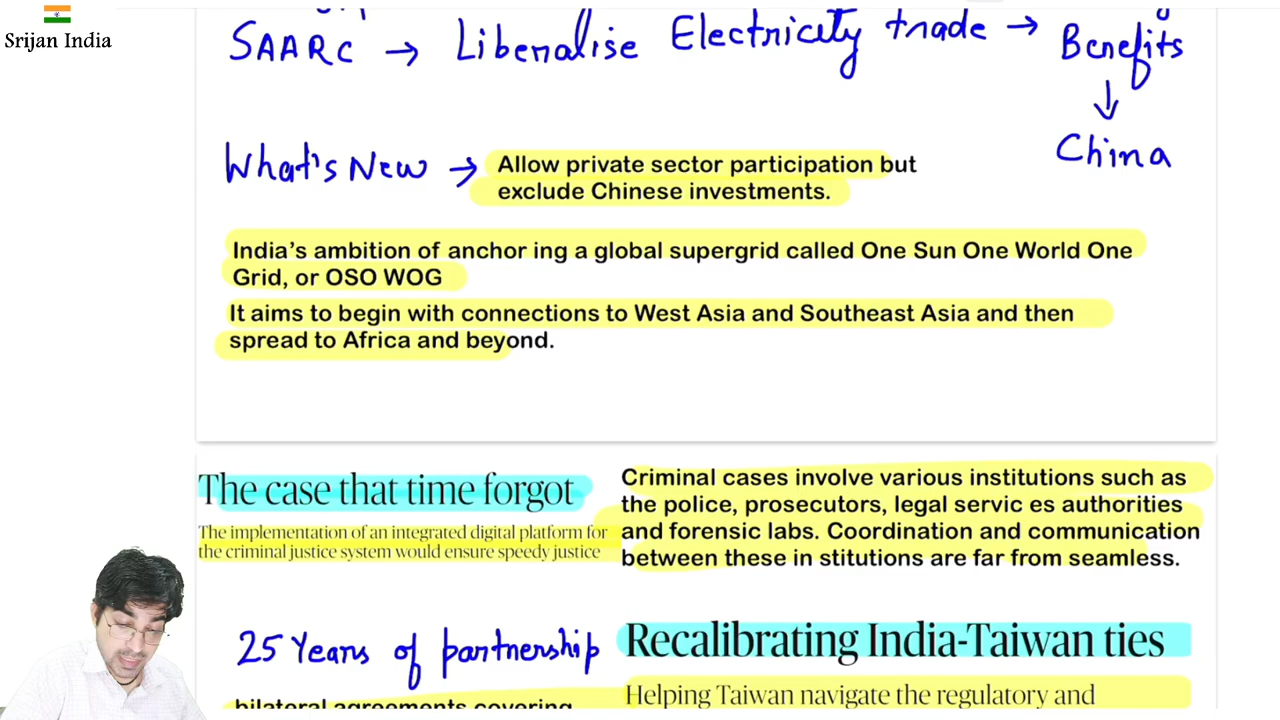 Srijan India
SAARC → Liberalise Electricity trade → Benefits
↓
China
What's New → Allow private sector participation but
exclude Chinese investments.
India's ambition of anchor ing a global supergrid called One Sun One World One
Grid, or OSO WOG
It aims to begin with connections to West Asia and Southeast Asia and then
spread to Africa and beyond.
The case that time forgot
The implementation of an integrated digital platform for
the criminal justice system would ensure speedy justice
Criminal cases involve various institutions such as
the police, prosecutors, legal servic es authorities
and forensic labs. Coordination and communication
between these in stitutions are far from seamless.
25 Years of partnership
bilateral agreements covering
Recalibrating India-Taiwan ties
Helping Taiwan navigate the regulatory and